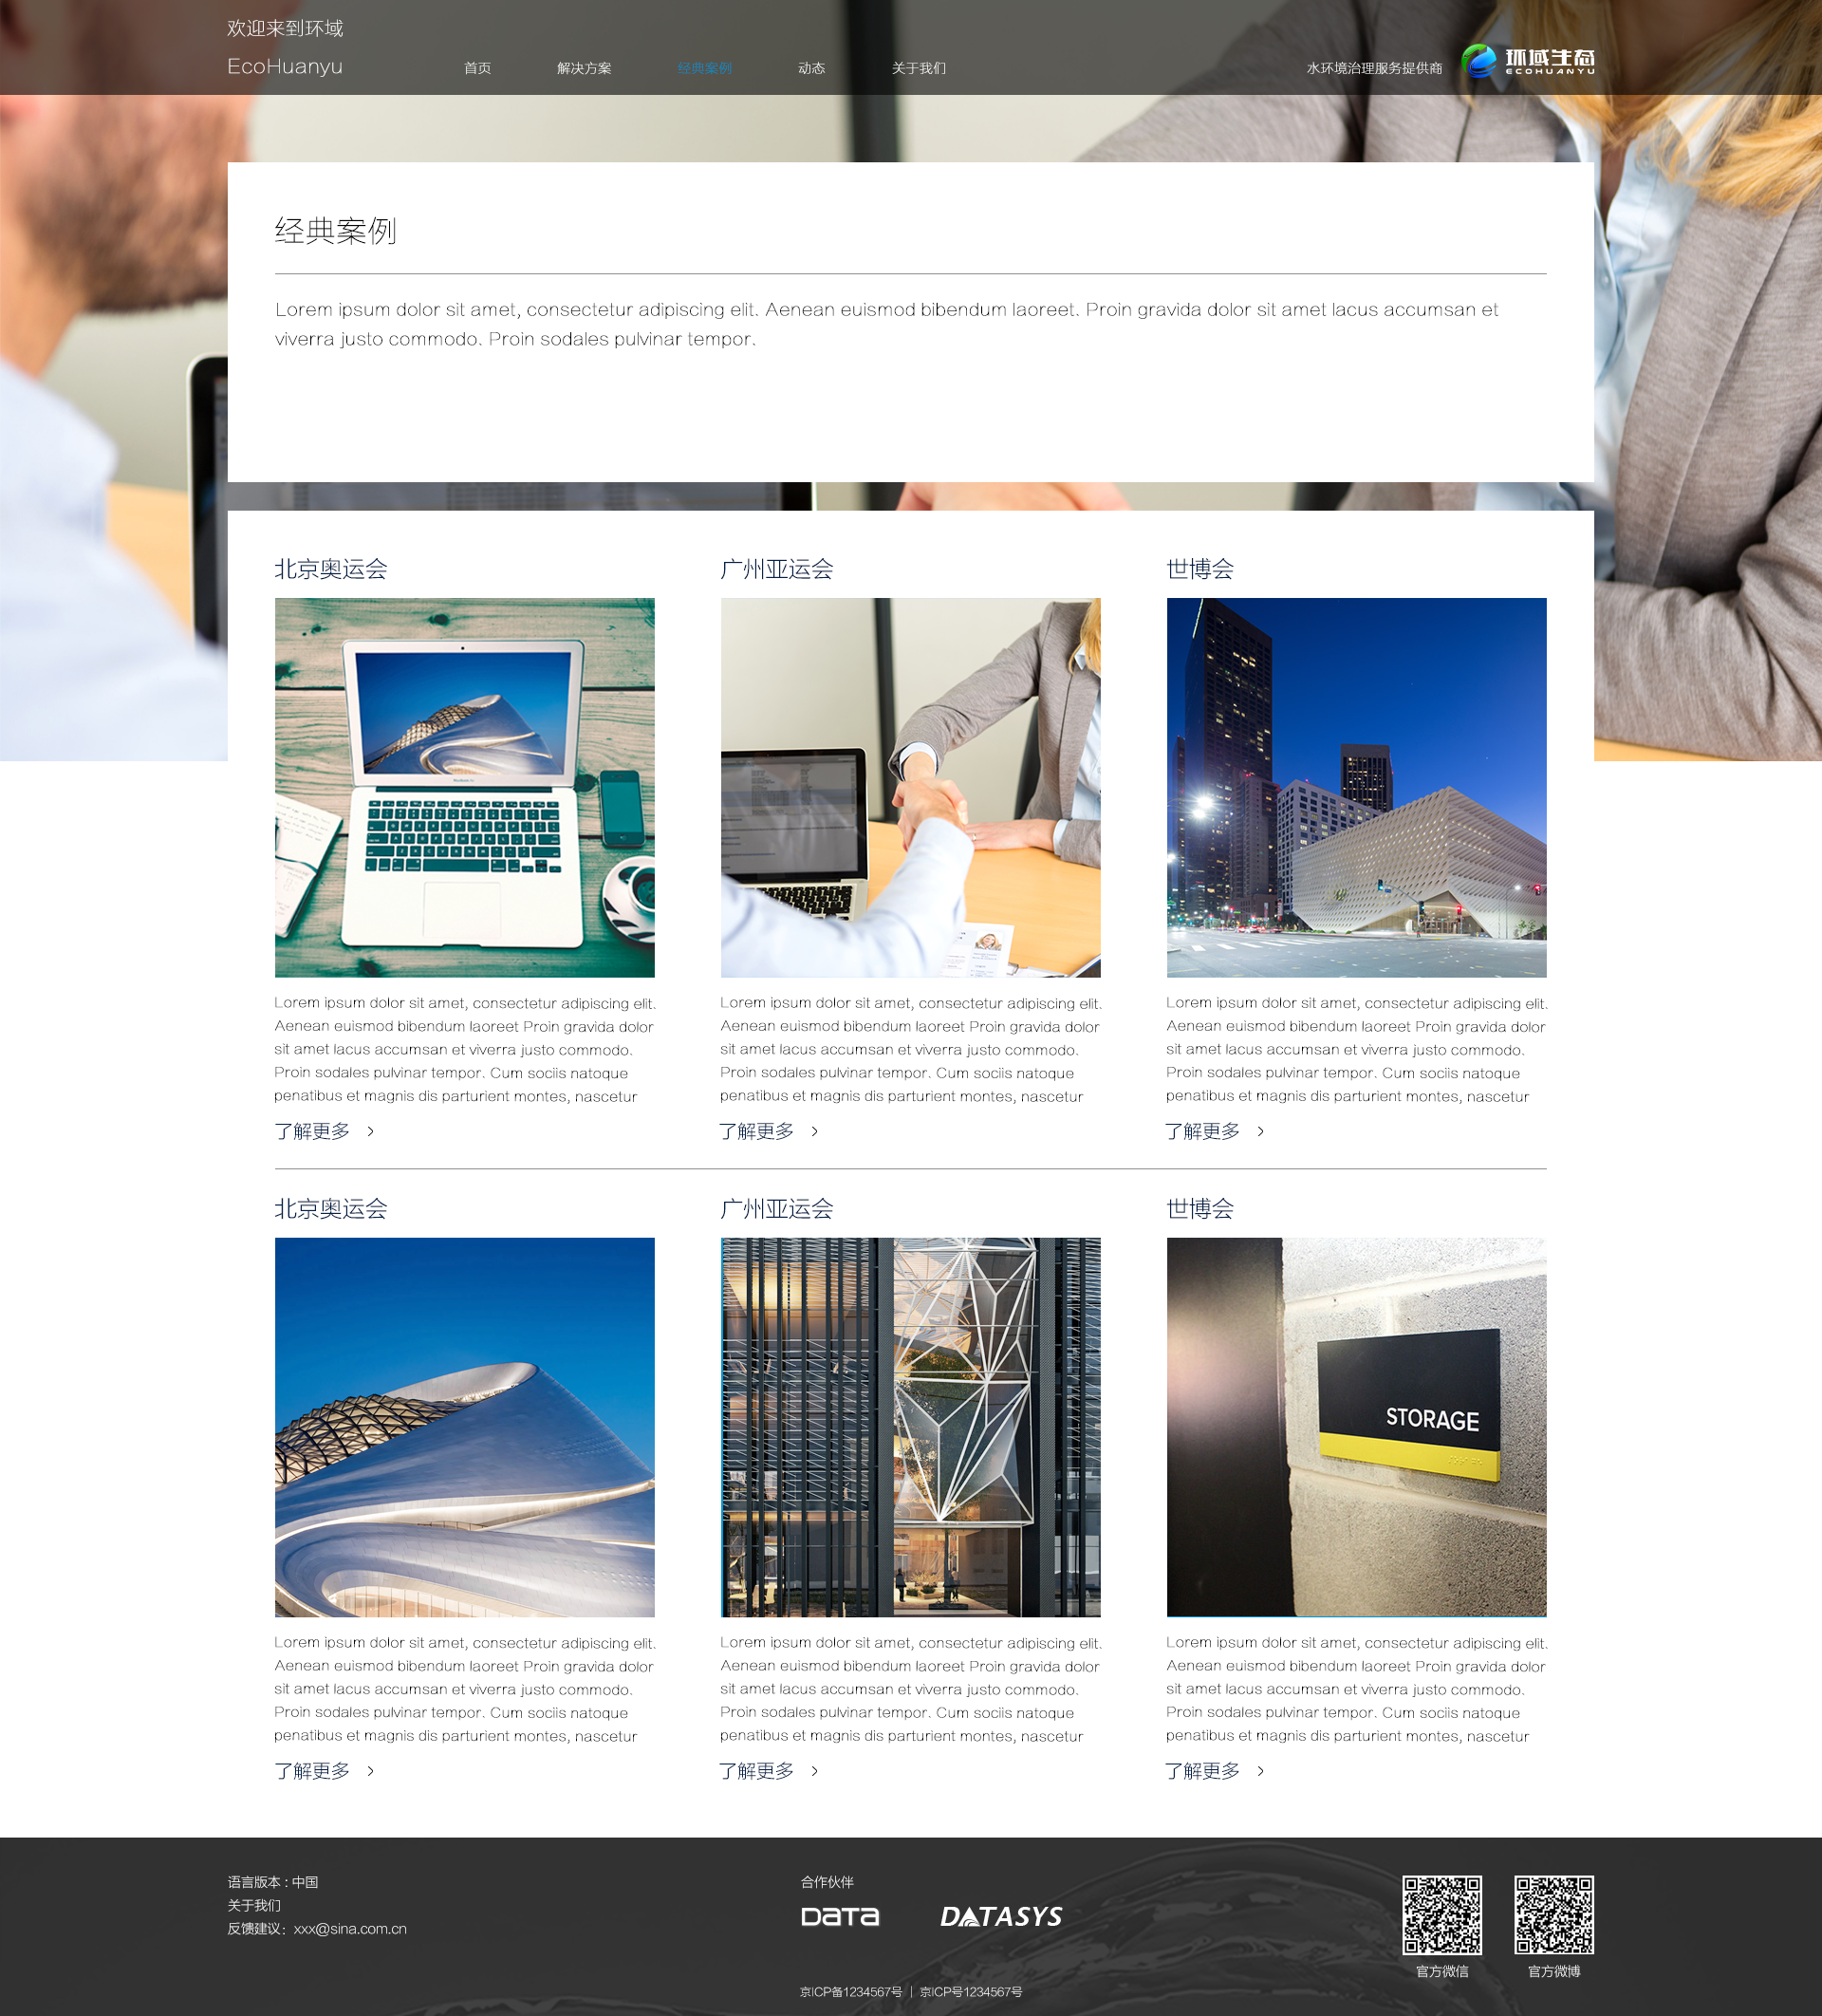 欢迎来到环域
EcoHuanyu
首页
解决方案
经典案例
动态
关于我们
水环境治理服务提供商
环域生态
ECOHUANYU
经典案例
Lorem ipsum dolor sit amet, consectetur adipiscing elit. Aenean euismod bibendum laoreet. Proin gravida dolor sit amet lacus accumsan et
viverra justo commodo. Proin sodales pulvinar tempor.
北京奥运会
Lorem ipsum dolor sit amet, consectetur adipiscing elit.
Aenean euismod bibendum laoreet Proin gravida dolor
sit amet lacus accumsan et viverra justo commodo.
Proin sodales pulvinar tempor. Cum sociis natoque
penatibus et magnis dis parturient montes, nascetur
了解更多 >
广州亚运会
Lorem ipsum dolor sit amet, consectetur adipiscing elit.
Aenean euismod bibendum laoreet Proin gravida dolor
sit amet lacus accumsan et viverra justo commodo.
Proin sodales pulvinar tempor. Cum sociis natoque
penatibus et magnis dis parturient montes, nascetur
了解更多 >
世博会
Lorem ipsum dolor sit amet, consectetur adipiscing elit.
Aenean euismod bibendum laoreet Proin gravida dolor
sit amet lacus accumsan et viverra justo commodo.
Proin sodales pulvinar tempor. Cum sociis natoque
penatibus et magnis dis parturient montes, nascetur
了解更多 >
北京奥运会
Lorem ipsum dolor sit amet, consectetur adipiscing elit.
Aenean euismod bibendum laoreet Proin gravida dolor
sit amet lacus accumsan et viverra justo commodo.
Proin sodales pulvinar tempor. Cum sociis natoque
penatibus et magnis dis parturient montes, nascetur
了解更多 >
广州亚运会
Lorem ipsum dolor sit amet, consectetur adipiscing elit.
Aenean euismod bibendum laoreet Proin gravida dolor
sit amet lacus accumsan et viverra justo commodo.
Proin sodales pulvinar tempor. Cum sociis natoque
penatibus et magnis dis parturient montes, nascetur
了解更多 >
世博会
STORAGE
Lorem ipsum dolor sit amet, consectetur adipiscing elit.
Aenean euismod bibendum laoreet Proin gravida dolor
sit amet lacus accumsan et viverra justo commodo.
Proin sodales pulvinar tempor. Cum sociis natoque
penatibus et magnis dis parturient montes, nascetur
了解更多 >
语言版本 : 中国
关于我们
反馈建议：xxx@sina.com.cn
合作伙伴
DATA
DATASYS
京ICP备1234567号 | 京ICP号1234567号
官方微信
官方微博